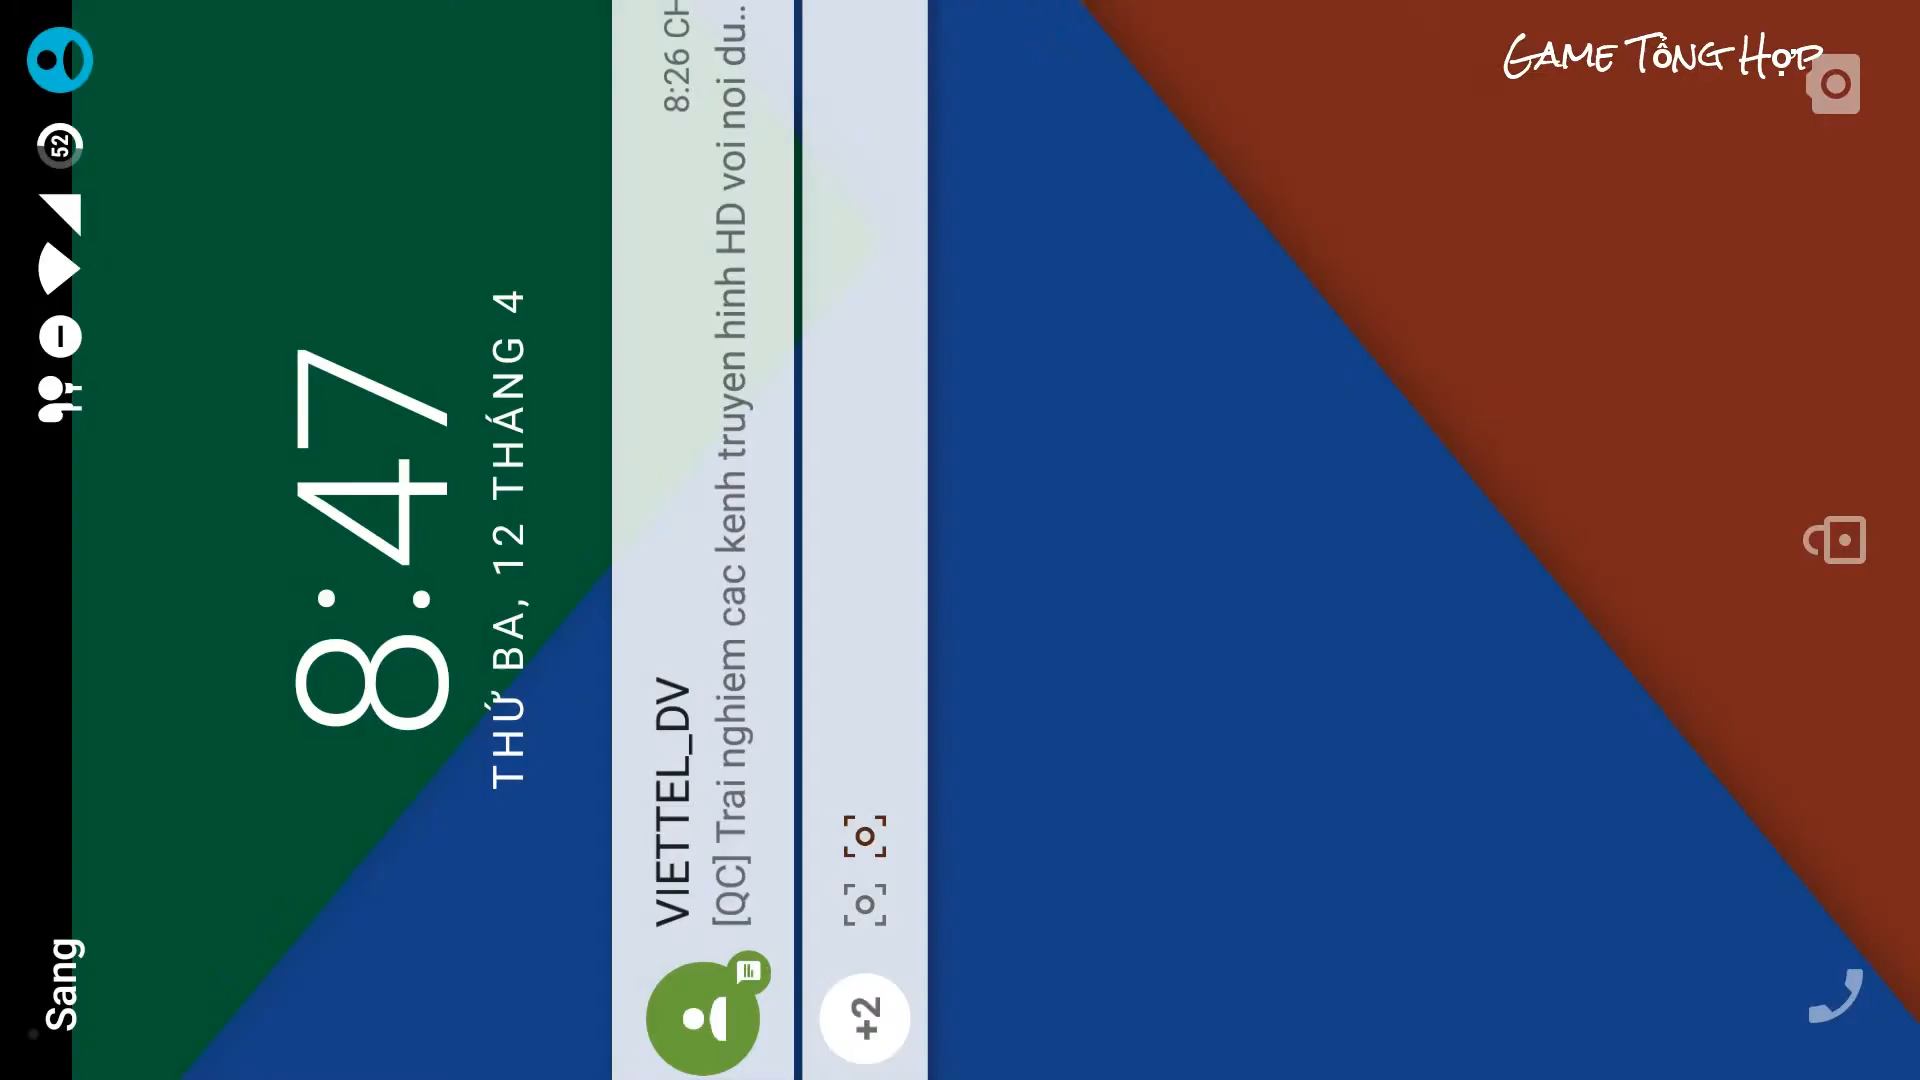 GAME TỔNG HỢP
Sang
52
8:47
THỨ BA, 12 THÁNG 4
VIETTEL_DV
8:26 CH
[QC] Trai nghiem cac kenh truyen hinh HD voi noi du..
+2